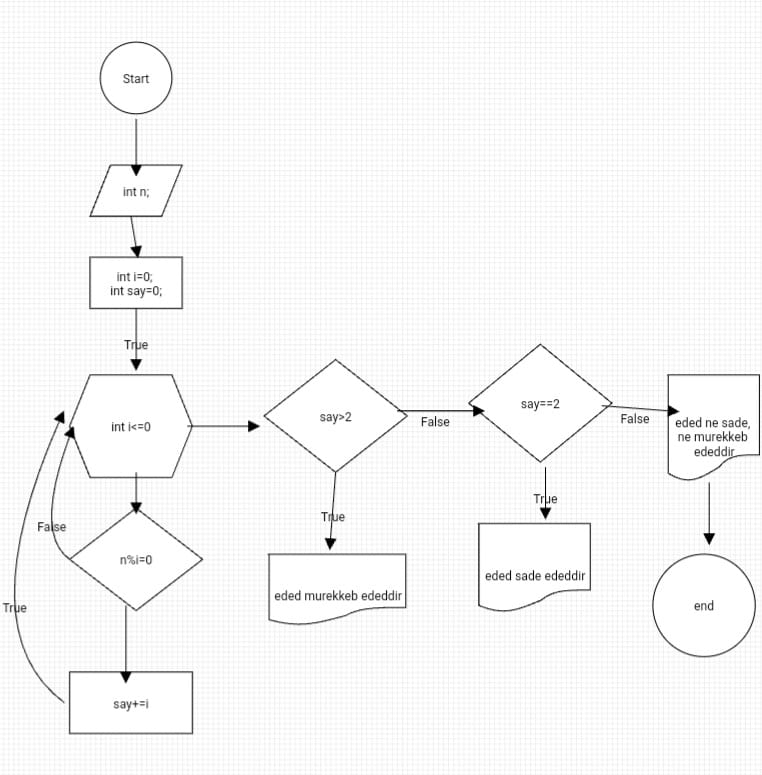 Start
int n;
int i=0;
int say=0;
True
int i<=0
say>2
False
say==2
False
eded ne sade,
ne murekkeb
ededdir
False
n%i=0
True
True
eded murekkeb ededdir
eded sade ededdir
True
say+=i
end